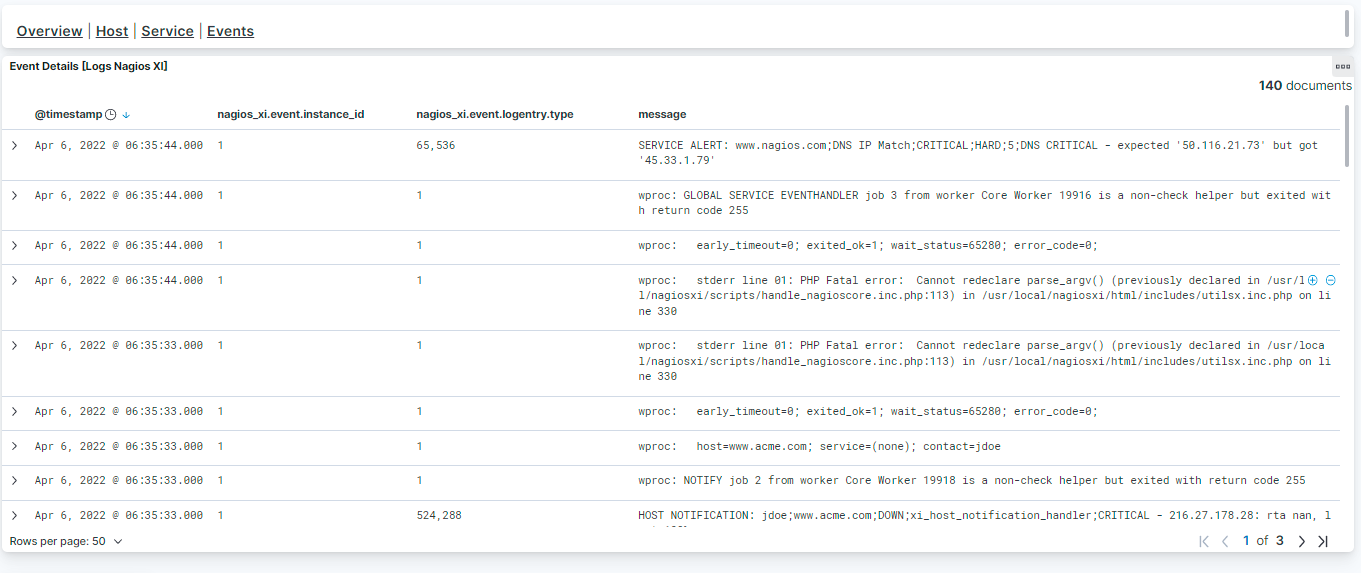 Overview | Host | Service | Events
Event Details [Logs Nagios XI]
140 documents
@timestamp nagios_xi.event.instance_id nagios_xi.event.logentry.type message
Apr 6, 2022 @ 06:35:44.000 1 65,536 SERVICE ALERT: www.nagios.com;DNS IP Match;CRITICAL;HARD;5;DNS CRITICAL - expected '50.116.21.73' but got
'45.33.1.79'
Apr 6, 2022 @ 06:35:44.000 1 1 wproc: GLOBAL SERVICE EVENTHANDLER job 3 from worker Core Worker 19916 is a non-check helper but exited wit
h return code 255
Apr 6, 2022 @ 06:35:44.000 1 1 wproc:   early_timeout=0; exited_ok=1; wait_status=65280; error_code=0;
Apr 6, 2022 @ 06:35:44.000 1 1 wproc:   stderr line 01: PHP Fatal error:  Cannot redeclare parse_argv() (previously declared in /usr/l
l/nagiosxi/scripts/handle_nagioscore.inc.php:113) in /usr/local/nagiosxi/html/includes/utilsx.inc.php on li
ne 330
Apr 6, 2022 @ 06:35:33.000 1 1 wproc:   stderr line 01: PHP Fatal error:  Cannot redeclare parse_argv() (previously declared in /usr/loca
l/nagiosxi/scripts/handle_nagioscore.inc.php:113) in /usr/local/nagiosxi/html/includes/utilsx.inc.php on li
ne 330
Apr 6, 2022 @ 06:35:33.000 1 1 wproc:   early_timeout=0; exited_ok=1; wait_status=65280; error_code=0;
Apr 6, 2022 @ 06:35:33.000 1 1 wproc:   host=www.acme.com; service=(none); contact=jdoe
Apr 6, 2022 @ 06:35:33.000 1 1 wproc: NOTIFY job 2 from worker Core Worker 19918 is a non-check helper but exited with return code 255
Apr 6, 2022 @ 06:35:33.000 1 524,288 HOST NOTIFICATION: jdoe;www.acme.com;DOWN;xi_host_notification_handler;CRITICAL - 216.27.178.28: rta nan, l
Rows per page: 50 1 of 3